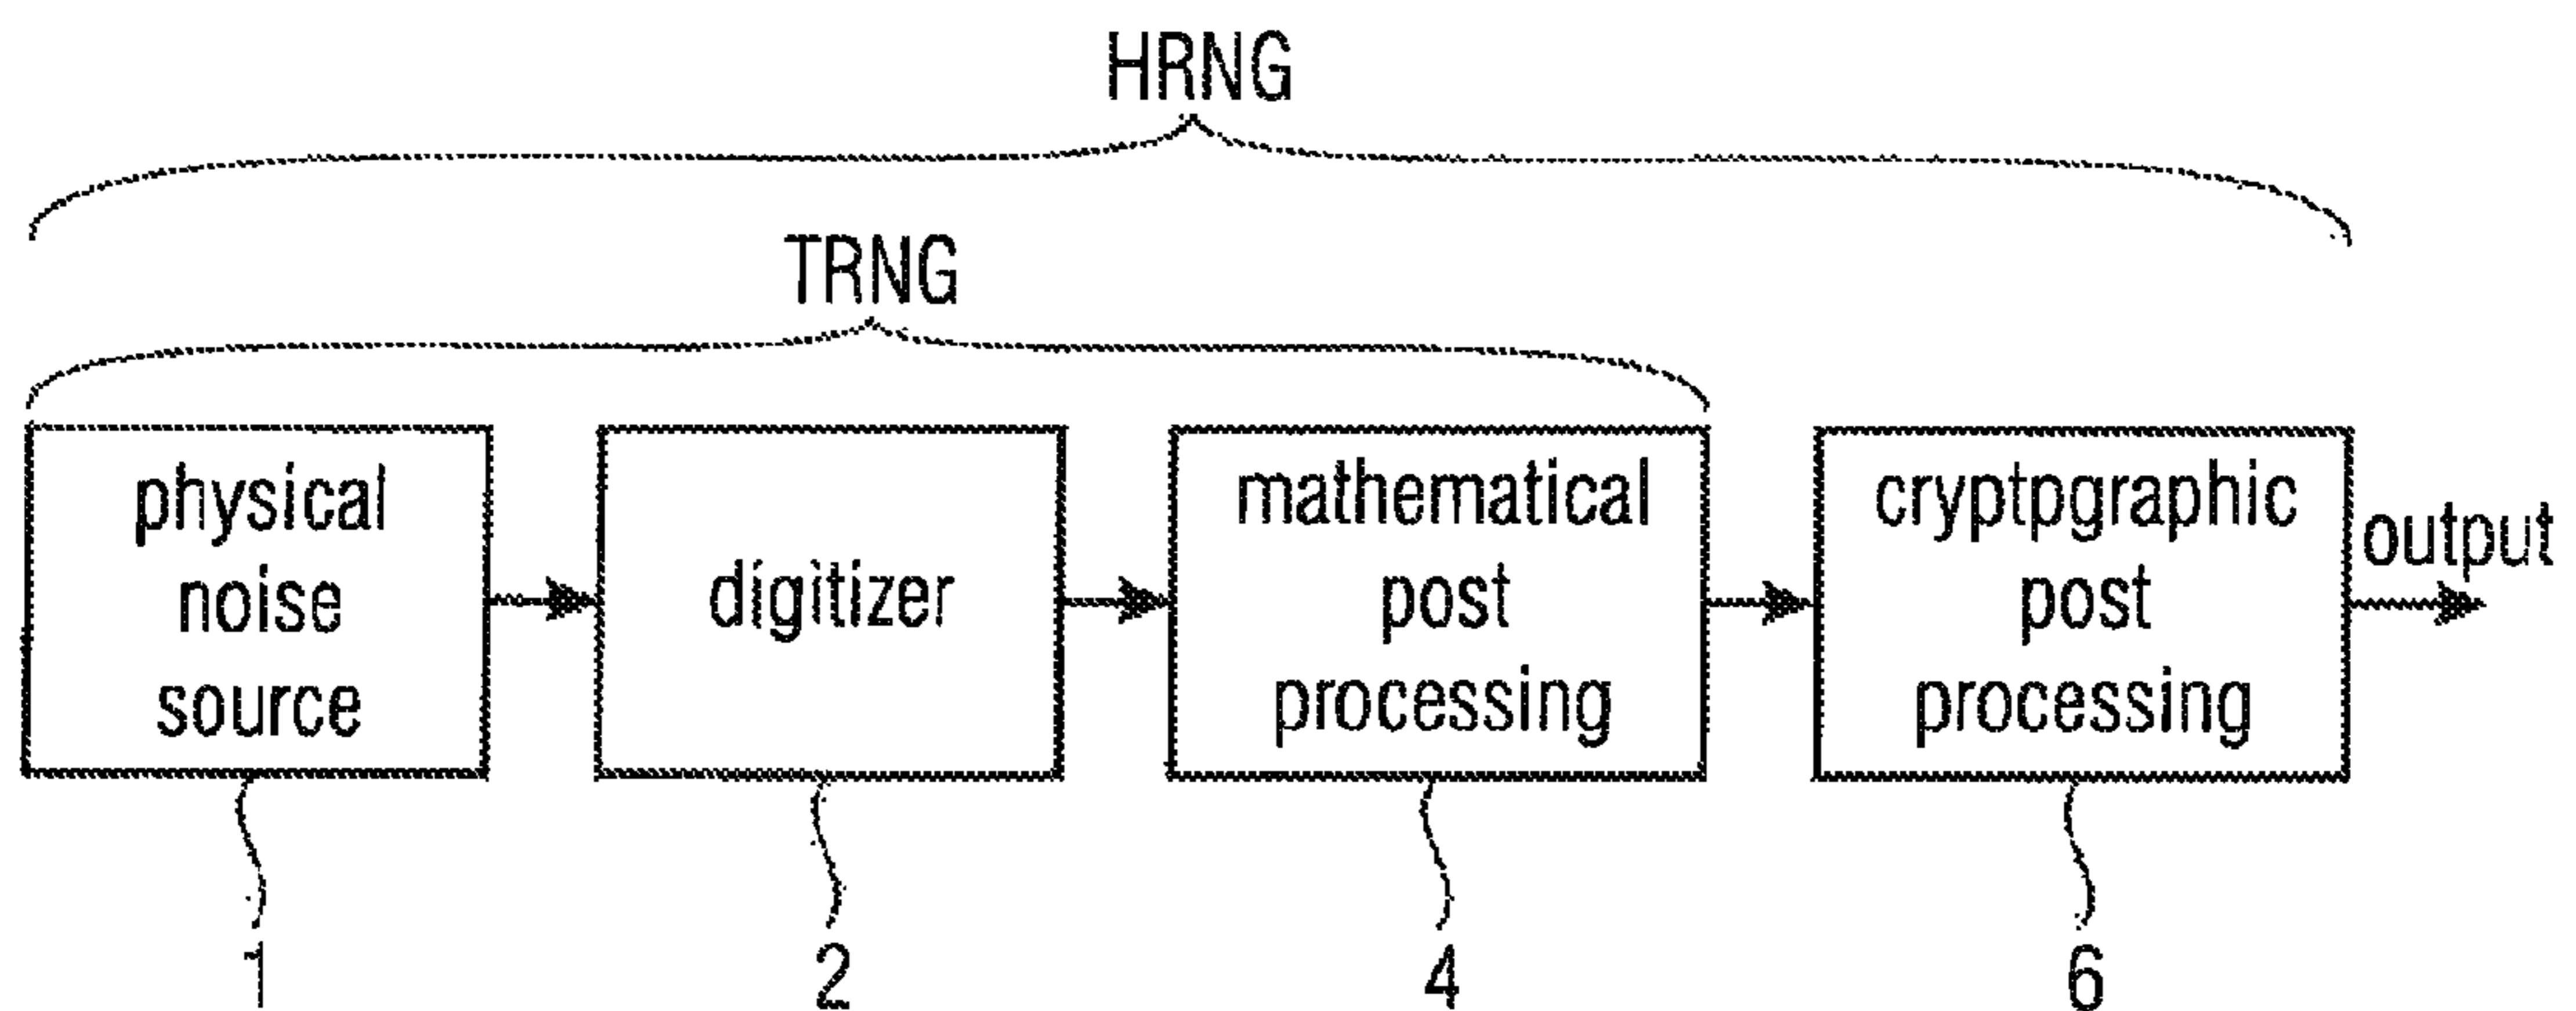 HRNG
TRNG
physical
noise
source
digitizer
mathematical
post
processing
cryptpgraphic
post
processing
output
1
2
4
6